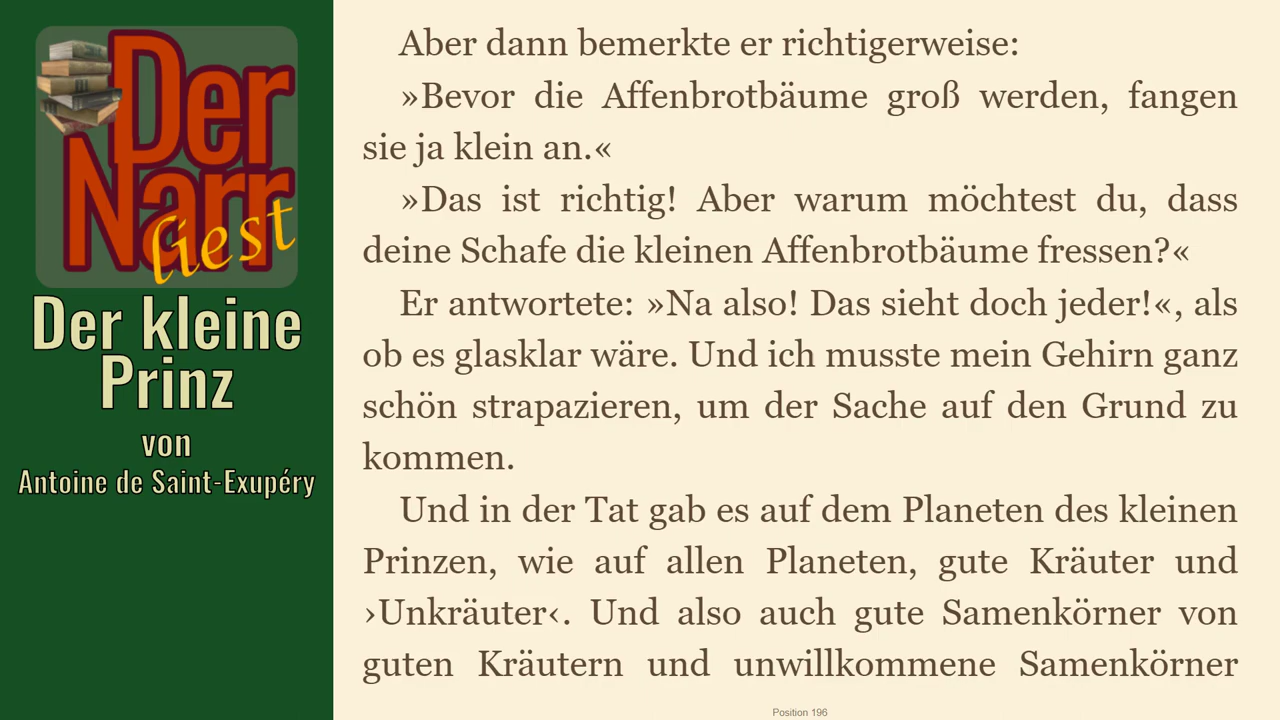 Der
Narr
liest
Der kleine
Prinz
von
Antoine de Saint-Exupéry
Aber dann bemerkte er richtigerweise:
»Bevor die Affenbrotbäume groß werden, fangen
sie ja klein an.«
»Das ist richtig! Aber warum möchtest du, dass
deine Schafe die kleinen Affenbrotbäume fressen?«
Er antwortete: »Na also! Das sieht doch jeder!«, als
ob es glasklar wäre. Und ich musste mein Gehirn ganz
schön strapazieren, um der Sache auf den Grund zu
kommen.
Und in der Tat gab es auf dem Planeten des kleinen
Prinzen, wie auf allen Planeten, gute Kräuter und
›Unkräuter‹. Und also auch gute Samenkörner von
guten Kräutern und unwillkommene Samenkörner
Position 196